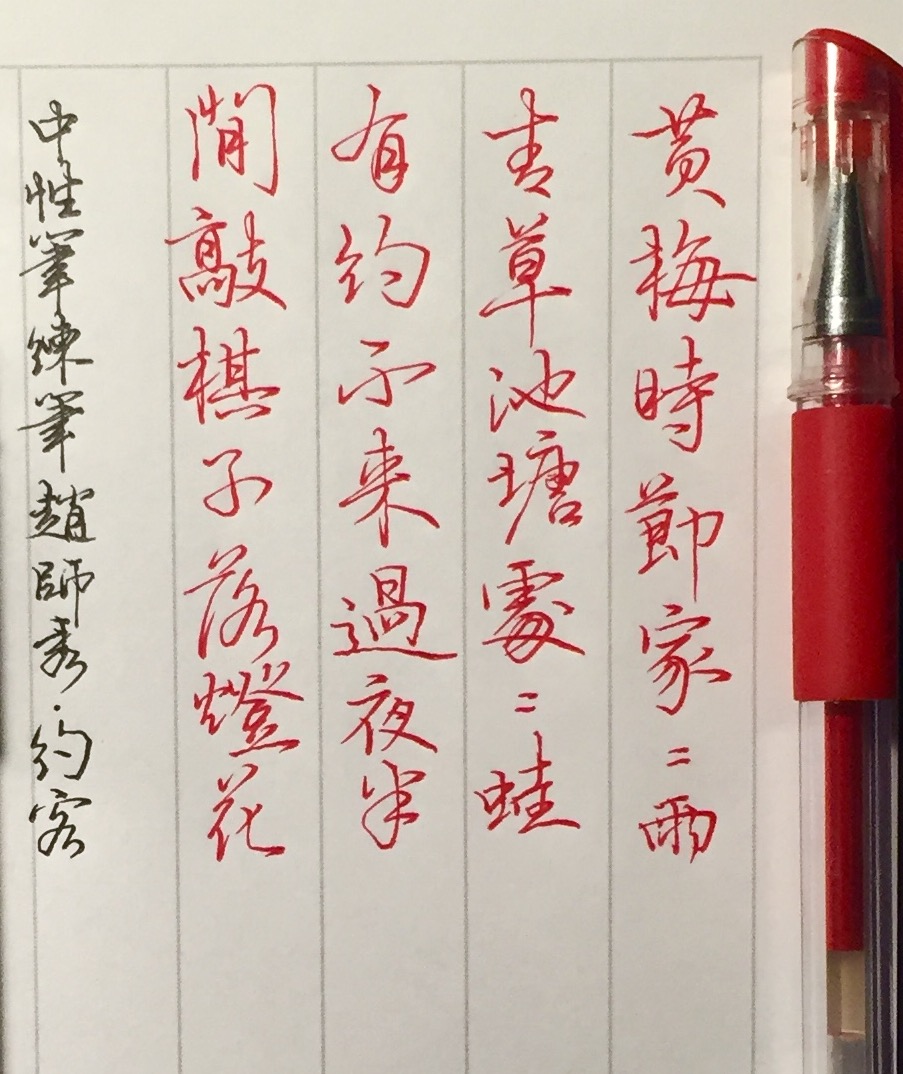 黄梅時節家=雨
青草池塘處=蛙
有約不来過夜半
閒敲棋子落燈花
中性筆練筆趙師秀·約客